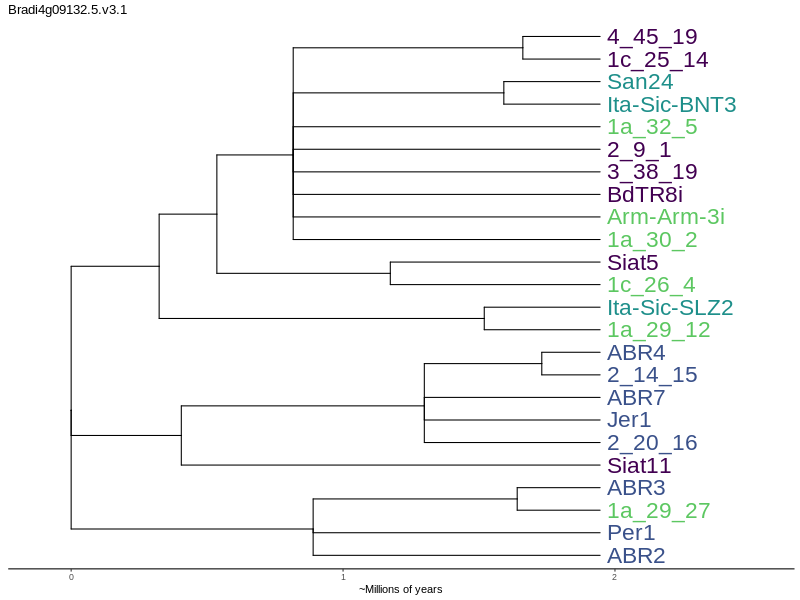 Bradi4g09132.5.v3.1
4_45_19
1c_25_14
San24
Ita-Sic-BNT3
1a_32_5
2_9_1
3_38_19
BdTR8i
Arm-Arm-3i
1a_30_2
Siat5
1c_26_4
Ita-Sic-SLZ2
1a_29_12
ABR4
2_14_15
ABR7
Jer1
2_20_16
Siat11
ABR3
1a_29_27
Per1
ABR2
0 1 2
~Millions of years